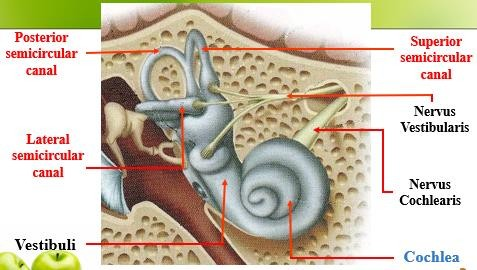 Posterior
semicircular
canal
Superior
semicircular
canal
Nervus
Vestibularis
Lateral
semicircular
canal
Nervus
Cochlearis
Vestibuli
Cochlea